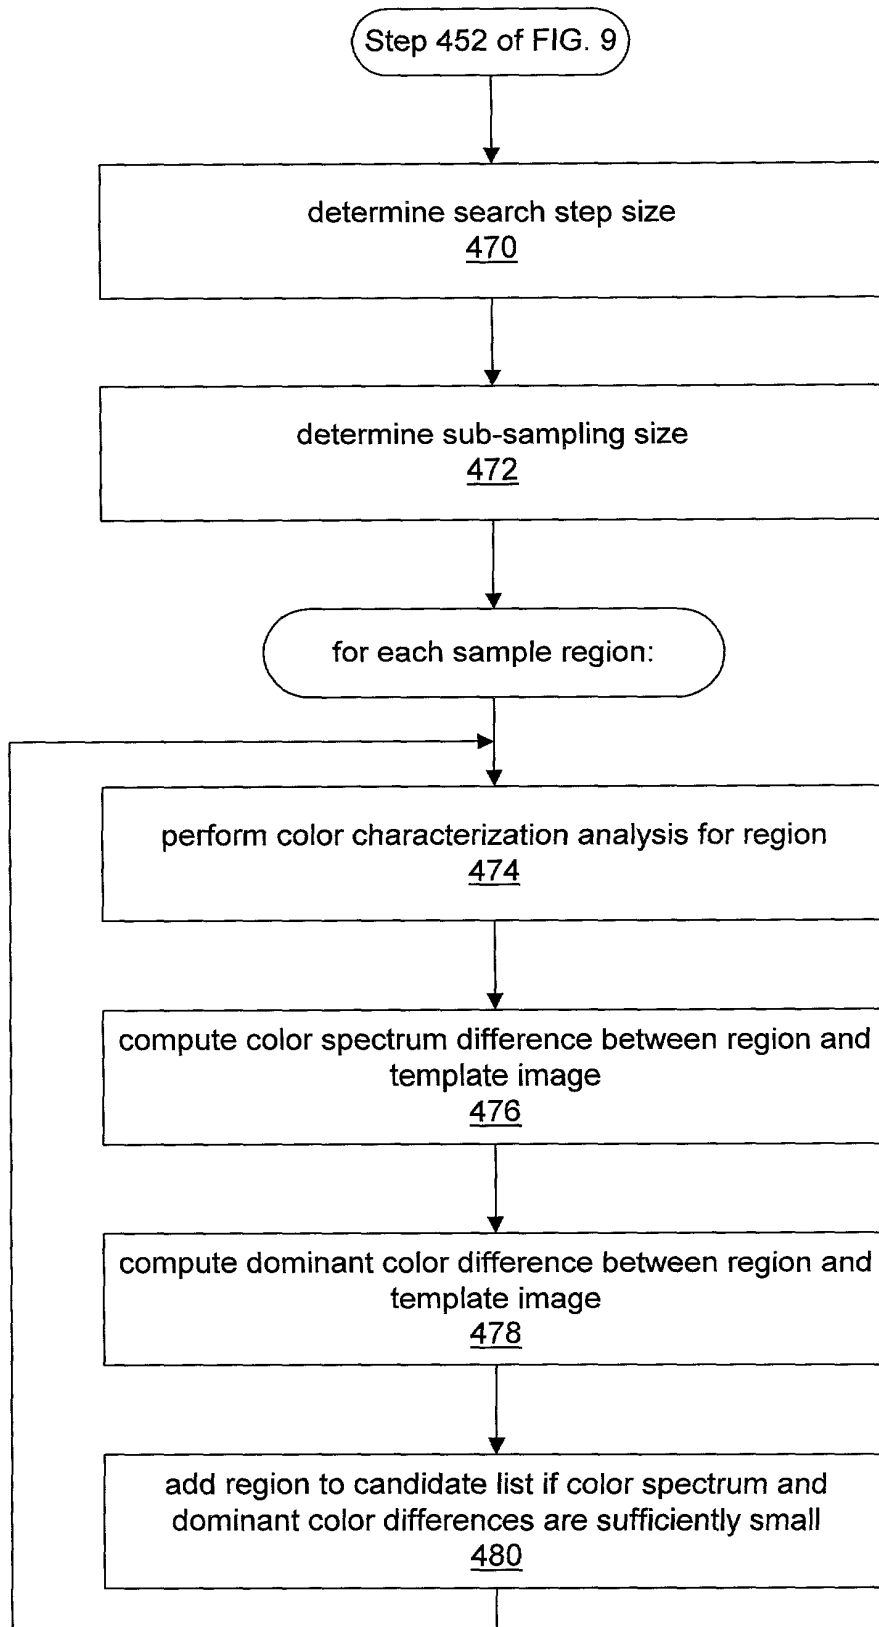 Step 452 of FIG. 9
determine search step size
470
determine sub-sampling size
472
for each sample region:
perform color characterization analysis for region
474
compute color spectrum difference between region and
template image
476
compute dominant color difference between region and
template image
478
add region to candidate list if color spectrum and
dominant color differences are sufficiently small
480